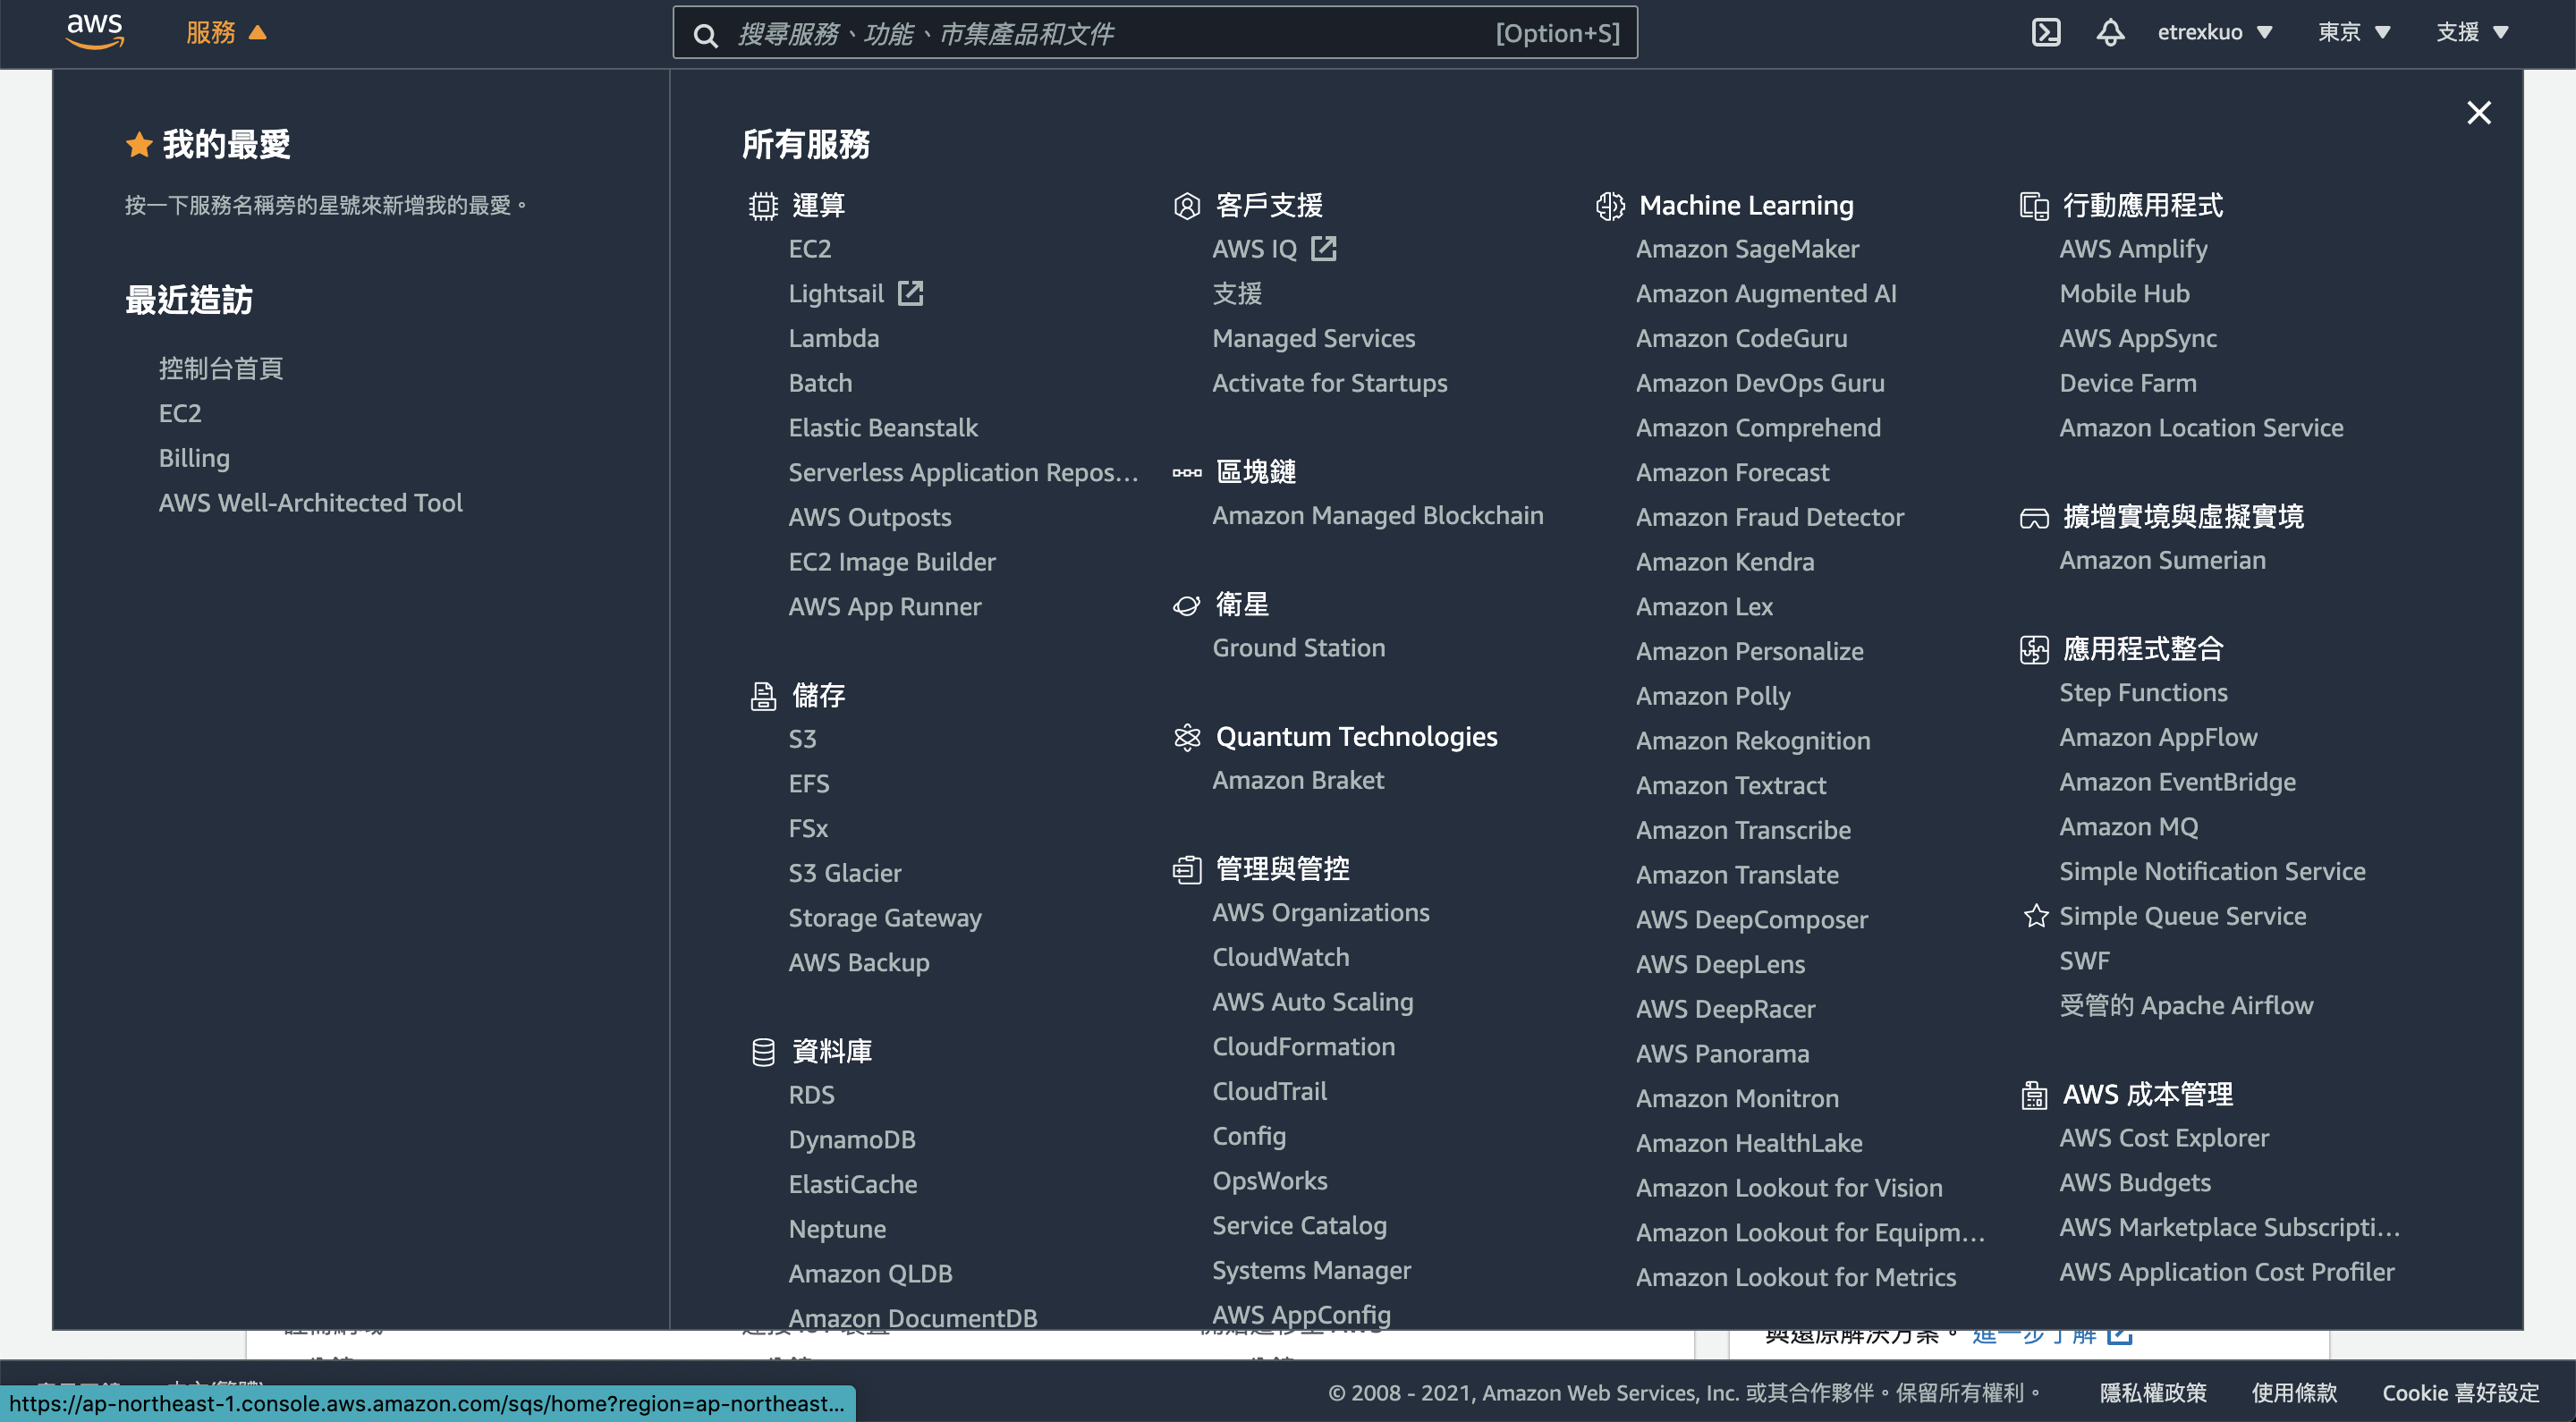 aws
服務
搜尋服務、功能、市集產品和文件
[Option+S]
etrexkuo
東京
支援
我的最愛
按一下服務名稱旁的星號來新增我的最愛。
最近造訪
控制台首頁
EC2
Billing
AWS Well-Architected Tool
所有服務
運算
EC2
Lightsail
Lambda
Batch
Elastic Beanstalk
Serverless Application Repos...
AWS Outposts
EC2 Image Builder
AWS App Runner
儲存
S3
EFS
FSx
S3 Glacier
Storage Gateway
AWS Backup
資料庫
RDS
DynamoDB
ElastiCache
Neptune
Amazon QLDB
Amazon DocumentDB
客戶支援
AWS IQ
支援
Managed Services
Activate for Startups
區塊鏈
Amazon Managed Blockchain
衛星
Ground Station
Quantum Technologies
Amazon Braket
管理與管控
AWS Organizations
CloudWatch
AWS Auto Scaling
CloudFormation
CloudTrail
Config
OpsWorks
Service Catalog
Systems Manager
AWS AppConfig
Machine Learning
Amazon SageMaker
Amazon Augmented AI
Amazon CodeGuru
Amazon DevOps Guru
Amazon Comprehend
Amazon Forecast
Amazon Fraud Detector
Amazon Kendra
Amazon Lex
Amazon Personalize
Amazon Polly
Amazon Rekognition
Amazon Textract
Amazon Transcribe
Amazon Translate
AWS DeepComposer
AWS DeepLens
AWS DeepRacer
AWS Panorama
Amazon Monitron
Amazon HealthLake
Amazon Lookout for Vision
Amazon Lookout for Equipm...
Amazon Lookout for Metrics
行動應用程式
AWS Amplify
Mobile Hub
AWS AppSync
Device Farm
Amazon Location Service
擴增實境與虛擬實境
Amazon Sumerian
應用程式整合
Step Functions
Amazon AppFlow
Amazon EventBridge
Amazon MQ
Simple Notification Service
Simple Queue Service
SWF
受管的 Apache Airflow
AWS 成本管理
AWS Cost Explorer
AWS Budgets
AWS Marketplace Subscripti...
AWS Application Cost Profiler
與還原解決方案。 進一步了解
https://ap-northeast-1.console.aws.amazon.com/sqs/home?region=ap-northeast...
© 2008 - 2021, Amazon Web Services, Inc. 或其合作夥伴。保留所有權利。
隱私權政策
使用條款
Cookie 喜好設定